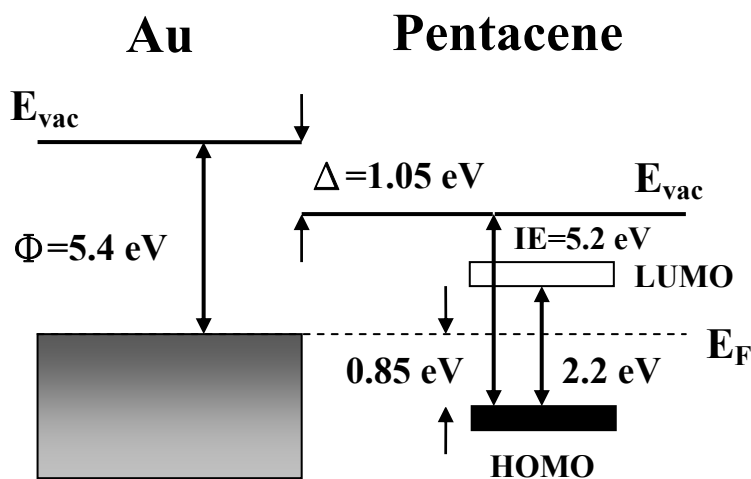 Au
Pentacene
E_vac
Δ=1.05 eV
E_vac
Φ=5.4 eV
IE=5.2 eV
LUMO
E_F
0.85 eV
2.2 eV
HOMO